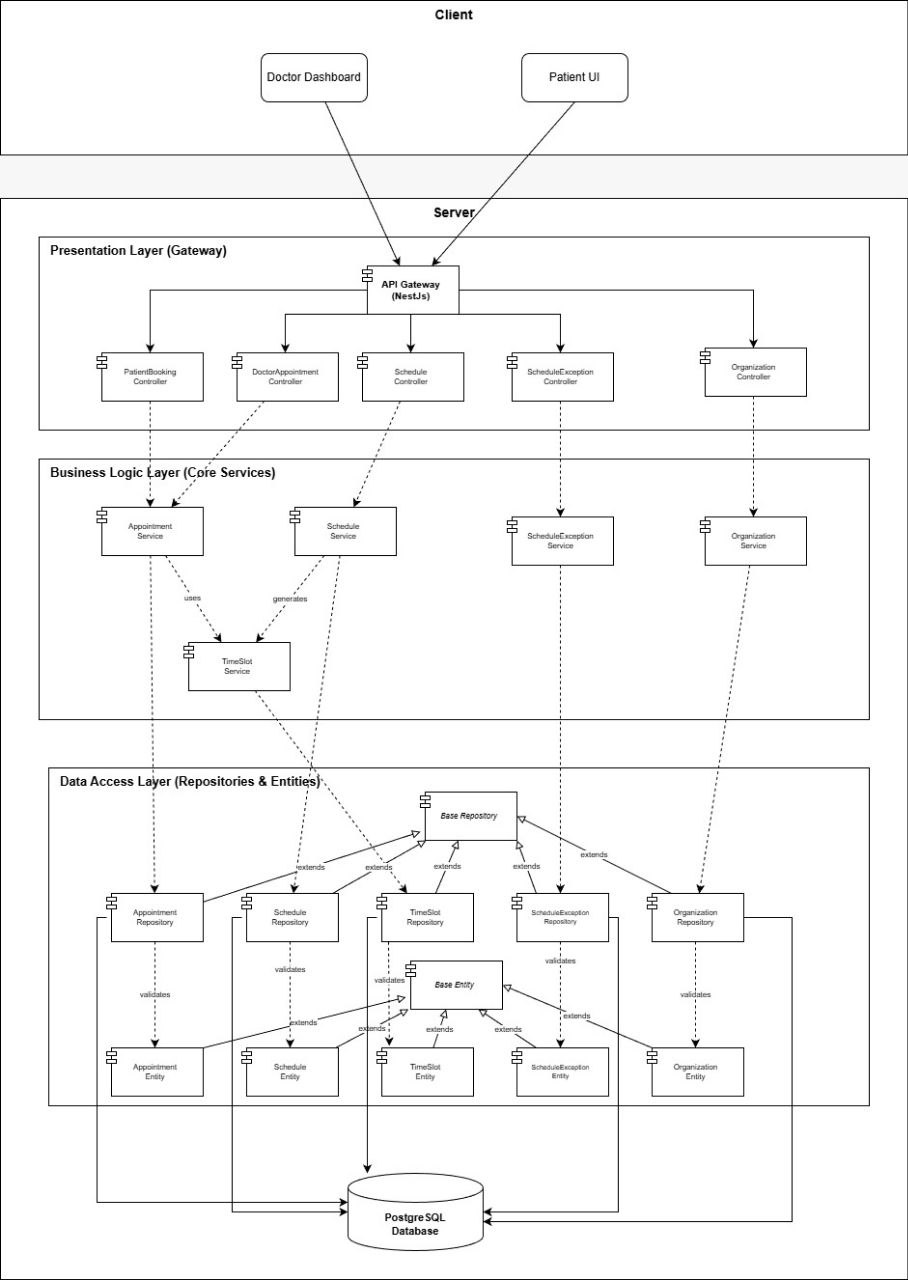 Client
Doctor Dashboard
Patient UI
Server
Presentation Layer (Gateway)
API Gateway
(NestJs)
PatientBooking
Controller
DoctorAppointment
Controller
Schedule
Controller
ScheduleException
Controller
Organization
Controller
Business Logic Layer (Core Services)
Appointment
Service
Schedule
Service
ScheduleException
Service
Organization
Service
uses
generates
TimeSlot
Service
Data Access Layer (Repositories & Entities)
Base Repository
extends
extends
extends
extends
extends
Appointment
Repository
Schedule
Repository
TimeSlot
Repository
ScheduleException
Repository
Organization
Repository
validates
validates
validates
validates
validates
Base Entity
extends
extends
extends
extends
extends
Appointment
Entity
Schedule
Entity
TimeSlot
Entity
ScheduleException
Entity
Organization
Entity
PostgreSQL
Database